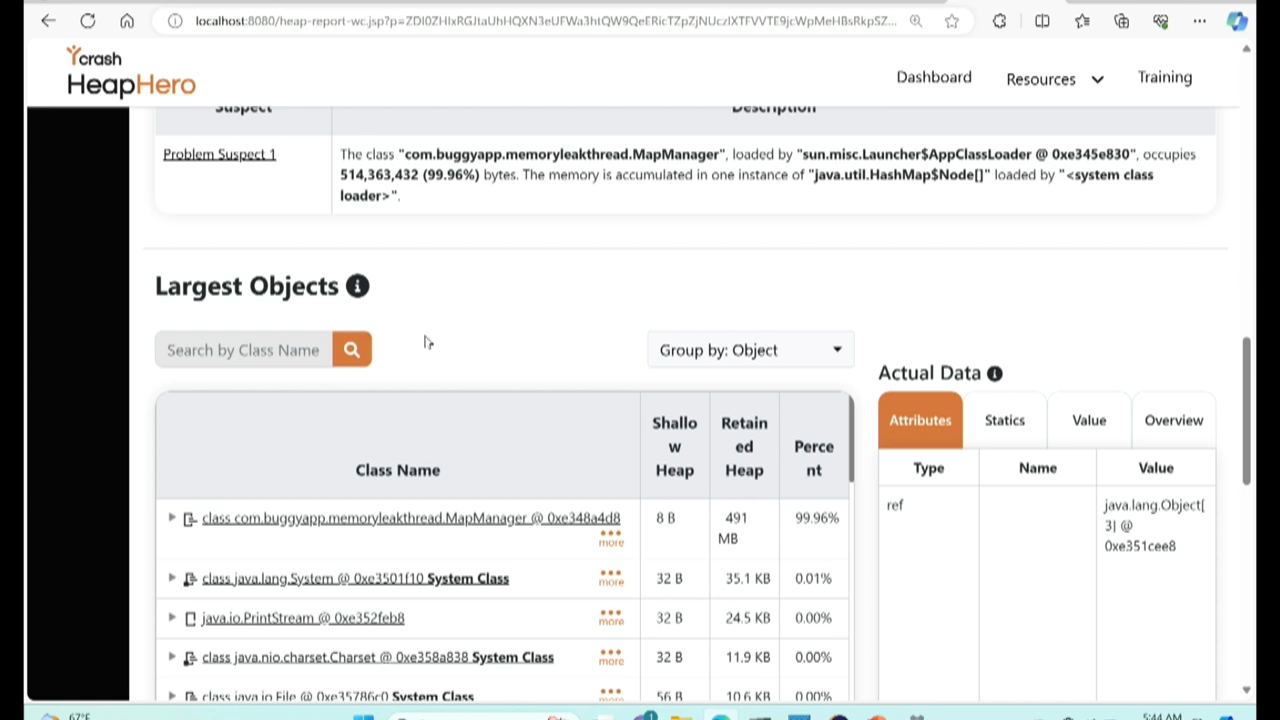 localhost:8080/heap-report-wc.jsp?p=
ycrash
HeapHero
Dashboard
Resources
Training
Suspect
Description
Problem Suspect 1
The class "com.buggyapp.memoryleakthread.MapManager", loaded by "sun.misc.Launcher$AppClassLoader @ 0xe345e830", occupies
514,363,432 (99.96%) bytes. The memory is accumulated in one instance of "java.util.HashMap$Node[]" loaded by "<system class
loader>".
Largest Objects
Search by Class Name
Group by: Object
Actual Data
Attributes
Statics
Value
Overview
Class Name
Shallo
w
Heap
Retain
ed
Heap
Perce
nt
Type
Name
Value
class com.buggyapp.memoryleakthread.MapManager @ 0xe348a4d8
more
8 B
491
MB
99.96%
ref
java.lang.Object[
3] @
0xe351cee8
class java.lang.System @ 0xe3501f10 System Class
more
32 B
35.1 KB
0.01%
java.io.PrintStream @ 0xe352feb8
more
32 B
24.5 KB
0.00%
class java.nio.charset.Charset @ 0xe358a838 System Class
more
32 B
11.9 KB
0.00%
class java.io.File @ 0xe35786c0 System Class
56 B
10.6 KB
0.00%
67°F
5:44 AM